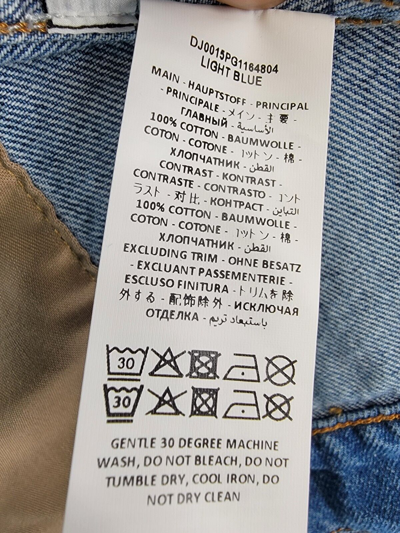 DJ0015PG1164804
LIGHT BLUE
MAIN - HAUPTSTOFF - PRINCIPAL
- PRINCIPALE - メイン - 主要 -
ГЛАВНЫЙ - الأساسية -
100% COTTON - BAUMWOLLE -
COTON - COTONE - コットン - 棉 -
ХЛОПЧАТНИК - القطن -
CONTRAST - KONTRAST -
CONTRASTE - CONTRASTO - コント
ラスト - 对比 - КОНТРАСТ - التباين
100% COTTON - BAUMWOLLE -
COTON - COTONE - コットン - 棉 -
ХЛОПЧАТНИК - القطن
EXCLUDING TRIM - OHNE BESATZ
- EXCLUANT PASSEMENTERIE -
ESCLUSO FINITURA - トリムを除
外する - 配饰除外 - ИСКЛЮЧАЯ
ОТДЕЛКА - باستبعاد تريم
30
30
GENTLE 30 DEGREE MACHINE
WASH, DO NOT BLEACH, DO NOT
TUMBLE DRY, COOL IRON, DO
NOT DRY CLEAN